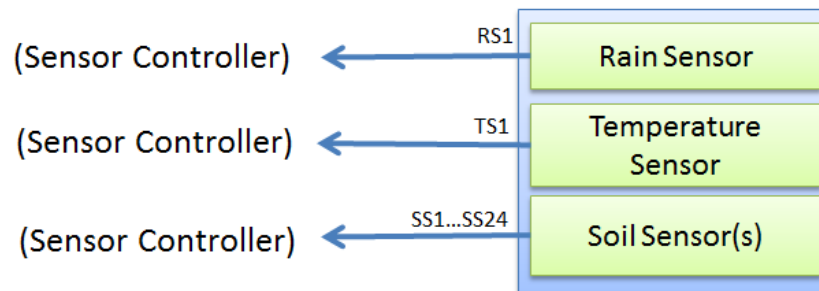 RS1
(Sensor Controller)
Rain Sensor
TS1
(Sensor Controller)
Temperature
Sensor
SS1...SS24
(Sensor Controller)
Soil Sensor(s)